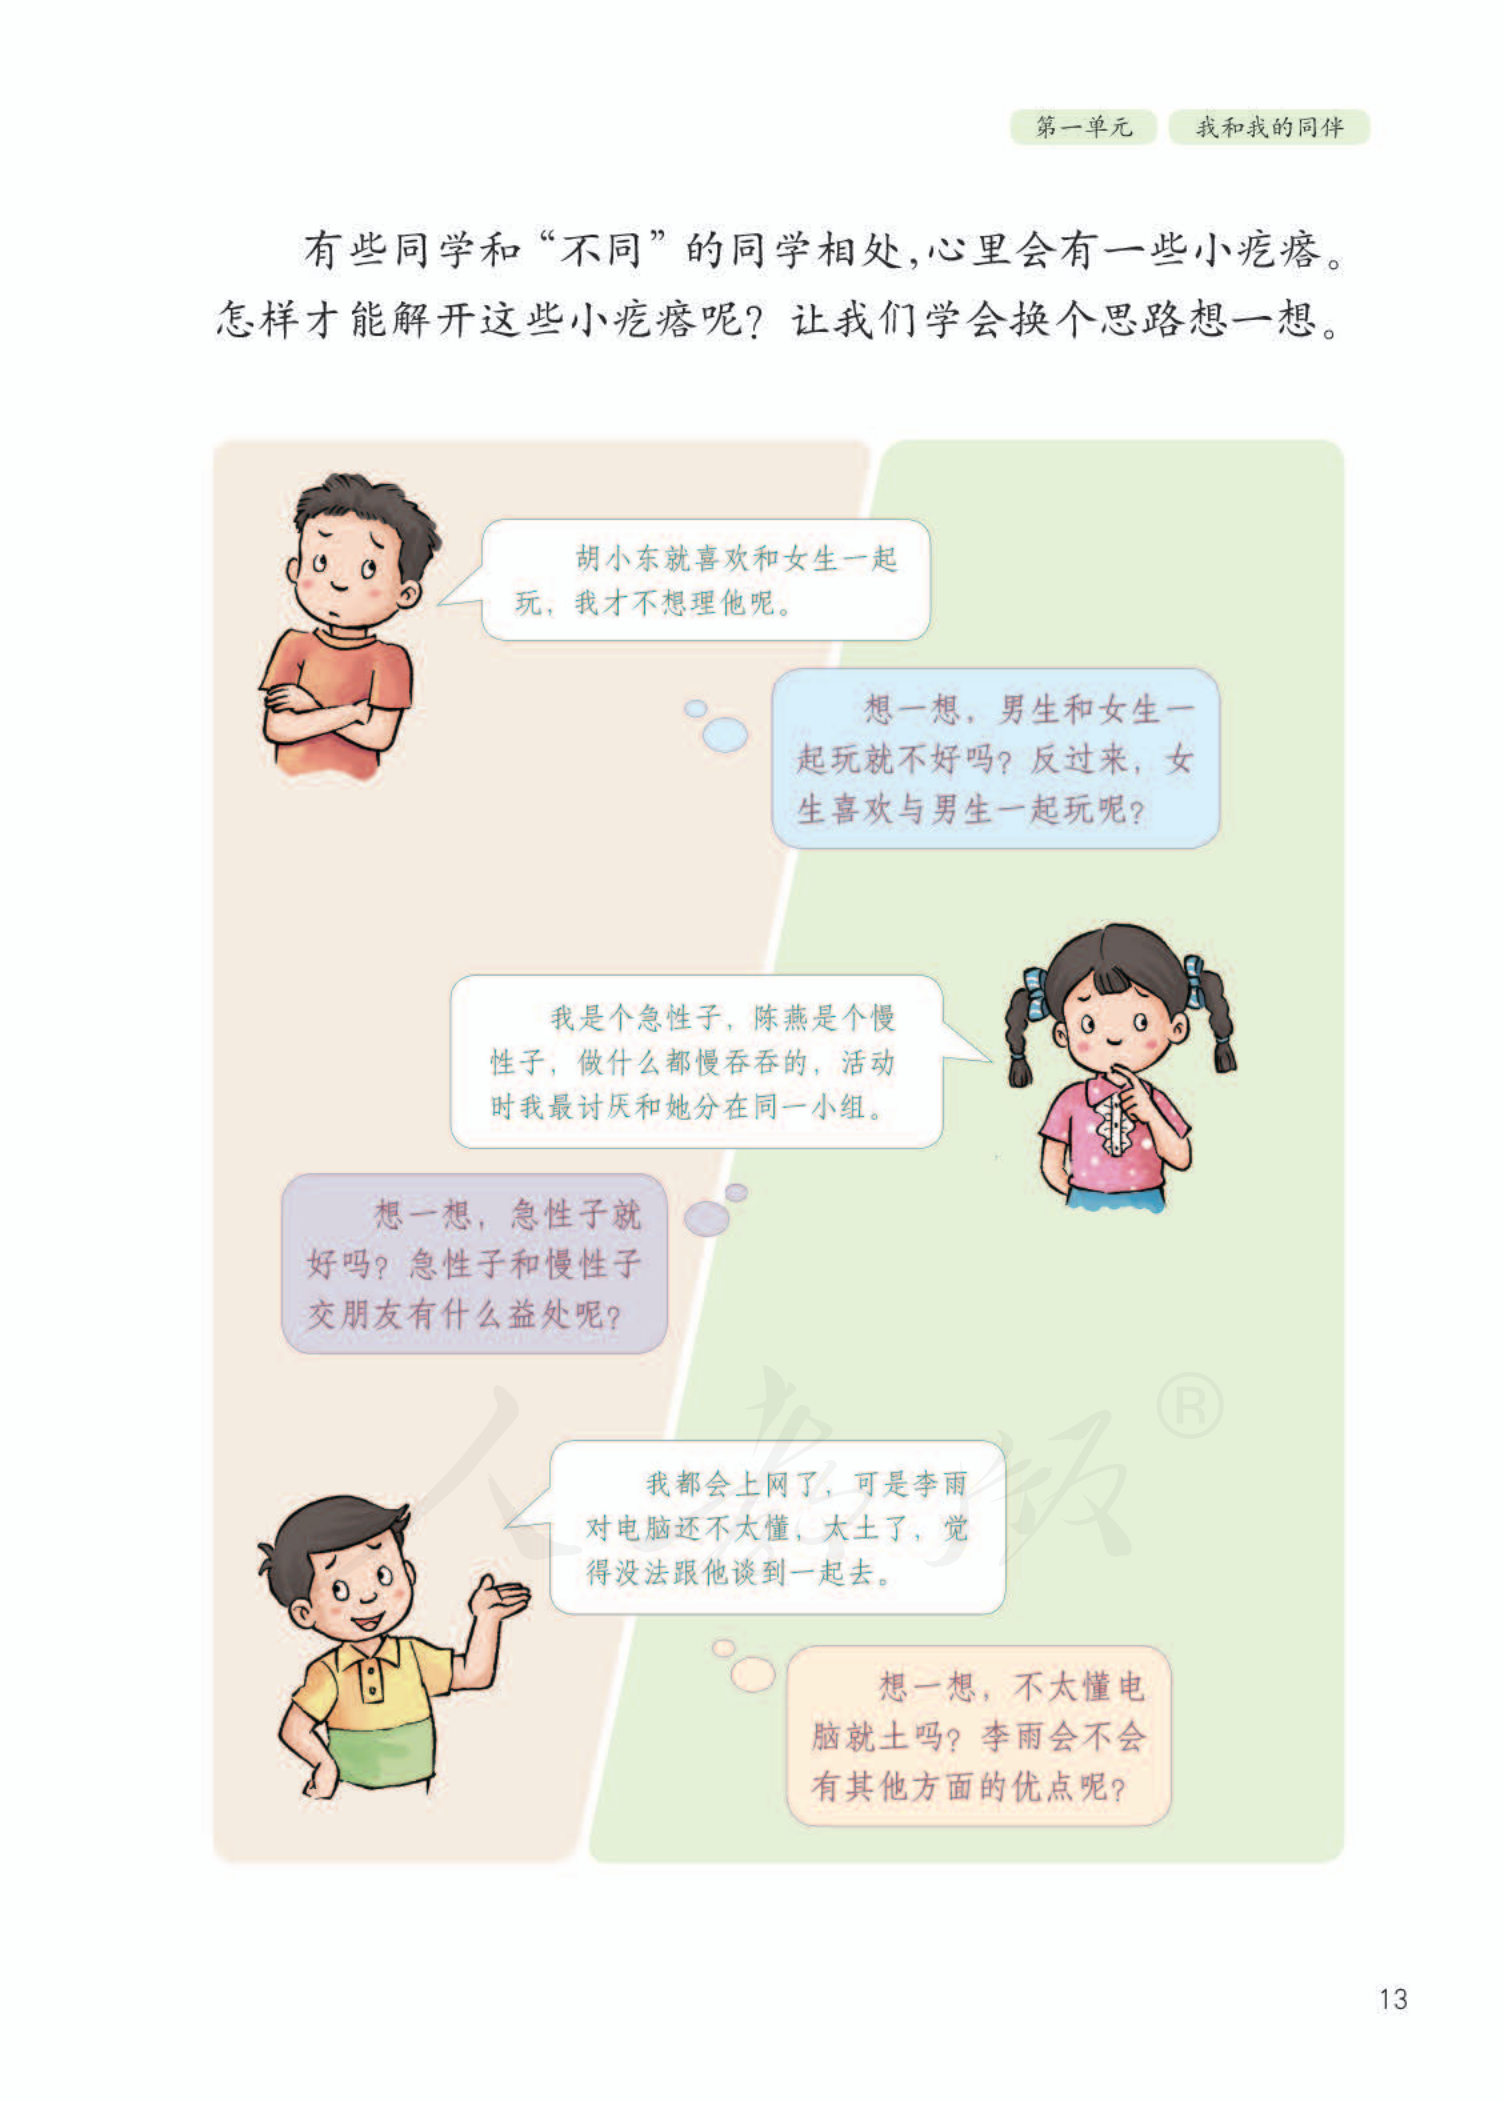 第一单元 我和我的同伴
有些同学和“不同”的同学相处,心里会有一些小疙瘩。
怎样才能解开这些小疙瘩呢？让我们学会换个思路想一想。
胡小东就喜欢和女生一起
玩，我才不想理他呢。
想一想，男生和女生一
起玩就不好吗？反过来，女
生喜欢与男生一起玩呢？
我是个急性子，陈燕是个慢
性子，做什么都慢吞吞的，活动
时我最讨厌和她分在同一小组。
想一想，急性子就
好吗？急性子和慢性子
交朋友有什么益处呢？
我都会上网了，可是李雨
对电脑还不太懂，太土了，觉
得没法跟他谈到一起去。
想一想，不太懂电
脑就土吗？李雨会不会
有其他方面的优点呢？
人教版®
13